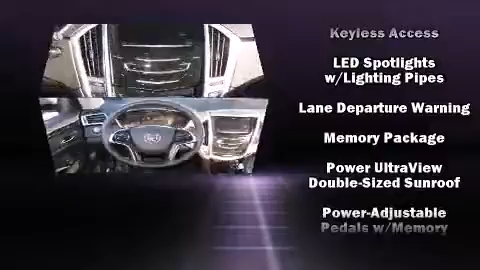 Keyless Access
LED Spotlights
w/Lighting Pipes
Lane Departure Warning
Memory Package
Power UltraView
Double-Sized Sunroof
Power-Adjustable
Pedals w/Memory